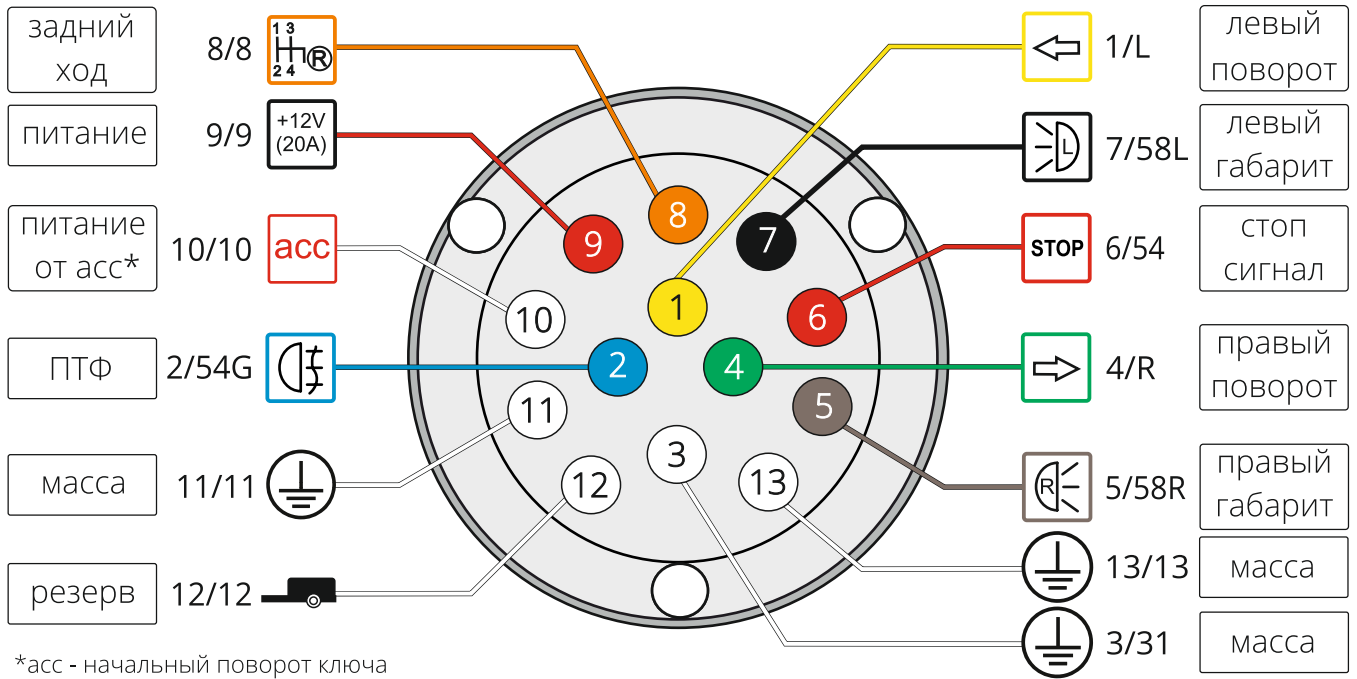 задний
ход
8/8
1 3
2 4
R
питание
9/9
+12V
(20A)
питание
от асс*
10/10
acc
ПТФ
2/54G
масса
11/11
резерв
12/12
*асс - начальный поворот ключа
8
9
7
10
1
6
2
4
11
5
3
12
13
1/L
левый
поворот
L
7/58L
левый
габарит
STOP
6/54
стоп
сигнал
4/R
правый
поворот
R
5/58R
правый
габарит
13/13
масса
3/31
масса